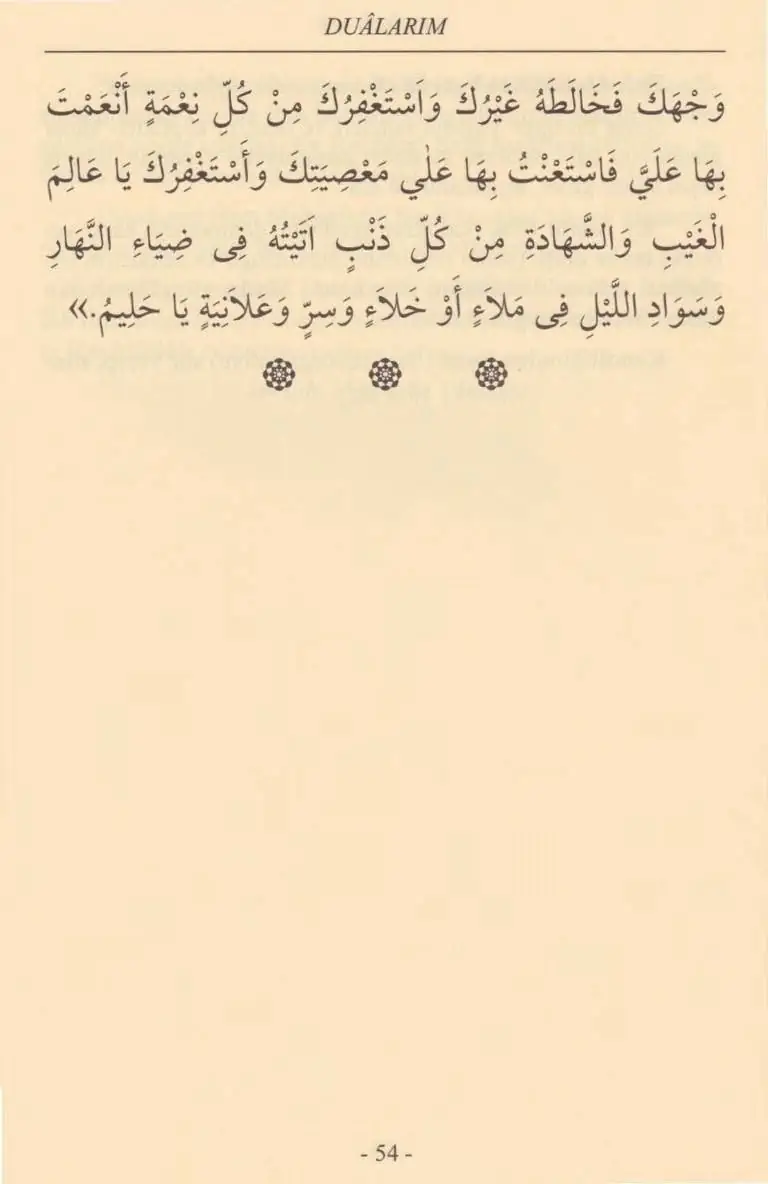 DUÂLARIM
وَجْهَكَ فَخَالَطَهُ غَيْرُكَ وَاَسْتَغْفِرُكَ مِنْ كُلِّ نِعْمَةٍ أَنْعَمْتَ
بِهَا عَلَيَّ فَاسْتَعَنْتُ بِهَا عَلٰي مَعْصِيَتِكَ وَأَسْتَغْفِرُكَ يَا عَالِمَ
الْغَيْبِ وَالشَّهَادَةِ مِنْ كُلِّ ذَنْبٍ اَتَيْتُهُ فِى ضِيَاءِ النَّهَارِ
وَسَوَادِ اللَّيْلِ فِى مَلاَءٍ أَوْ خَلاَءٍ وَسِرٍّ وَعَلاَنِيَةٍ يَا حَلِيمُ.»
- 54 -